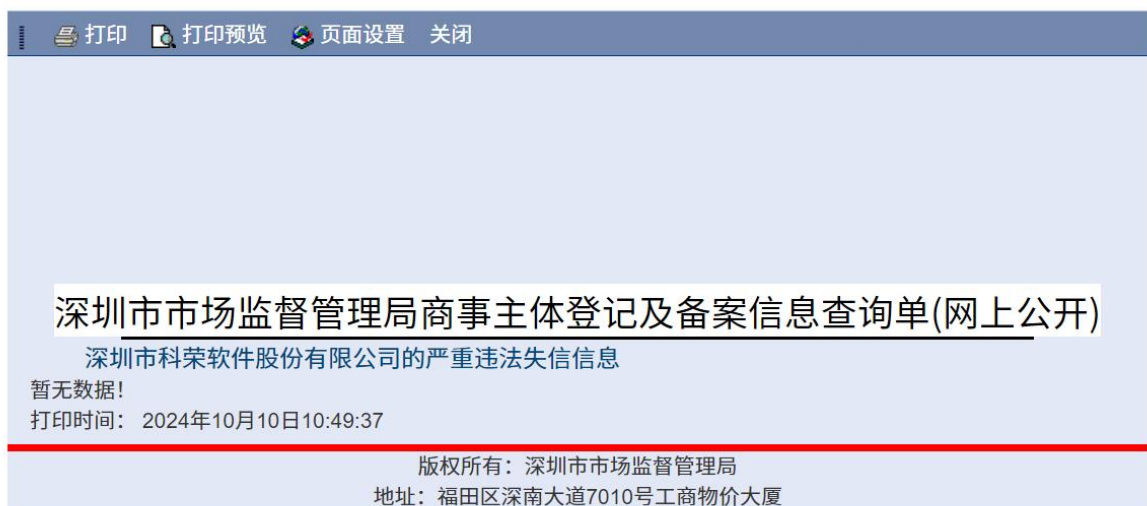 打印 打印预览 页面设置 关闭
深圳市市场监督管理局商事主体登记及备案信息查询单(网上公开)
深圳市科荣软件股份有限公司的严重违法失信信息
暂无数据！
打印时间： 2024年10月10日10:49:37
版权所有：深圳市市场监督管理局
地址：福田区深南大道7010号工商物价大厦